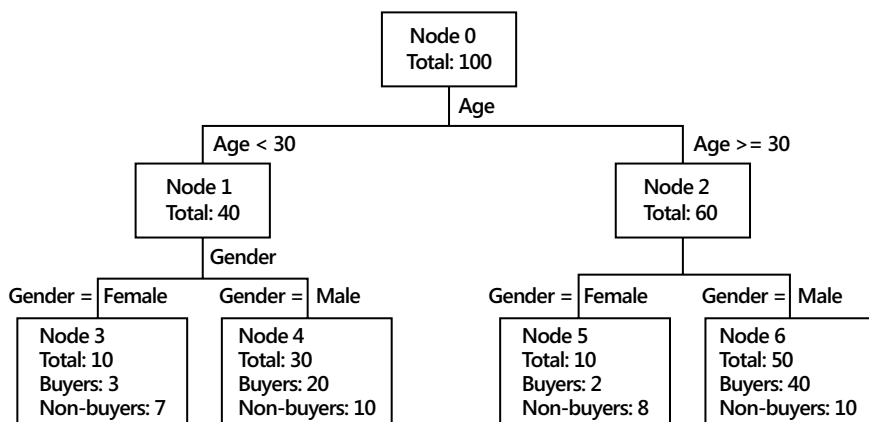 Node 0
Total: 100
Age
Age < 30
Age >= 30
Node 1
Total: 40
Node 2
Total: 60
Gender
Gender = Female
Gender = Male
Gender = Female
Gender = Male
Node 3
Total: 10
Buyers: 3
Non-buyers: 7
Node 4
Total: 30
Buyers: 20
Non-buyers: 10
Node 5
Total: 10
Buyers: 2
Non-buyers: 8
Node 6
Total: 50
Buyers: 40
Non-buyers: 10